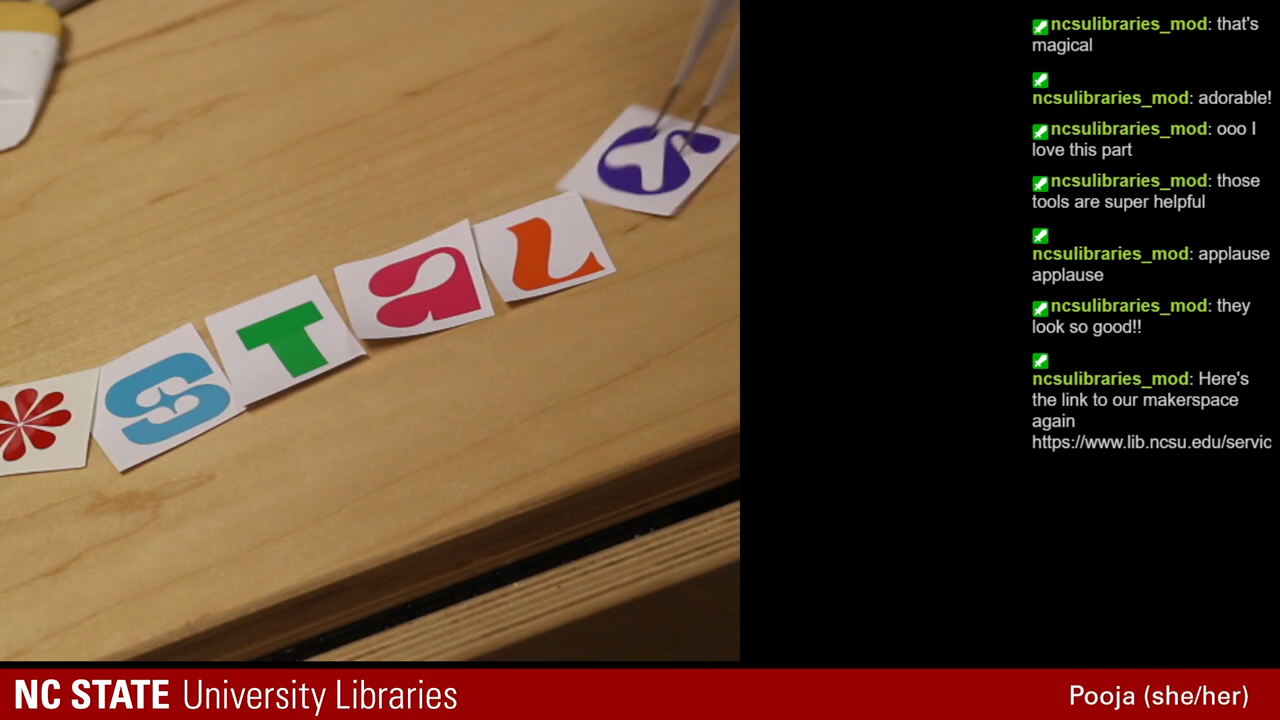 S T a L Y
ncsulibraries_mod: that's
magical
ncsulibraries_mod: adorable!
ncsulibraries_mod: ooo I
love this part
ncsulibraries_mod: those
tools are super helpful
ncsulibraries_mod: applause
applause
ncsulibraries_mod: they
look so good!!
ncsulibraries_mod: Here's
the link to our makerspace
again
https://www.lib.ncsu.edu/servic
NC STATE University Libraries
Pooja (she/her)